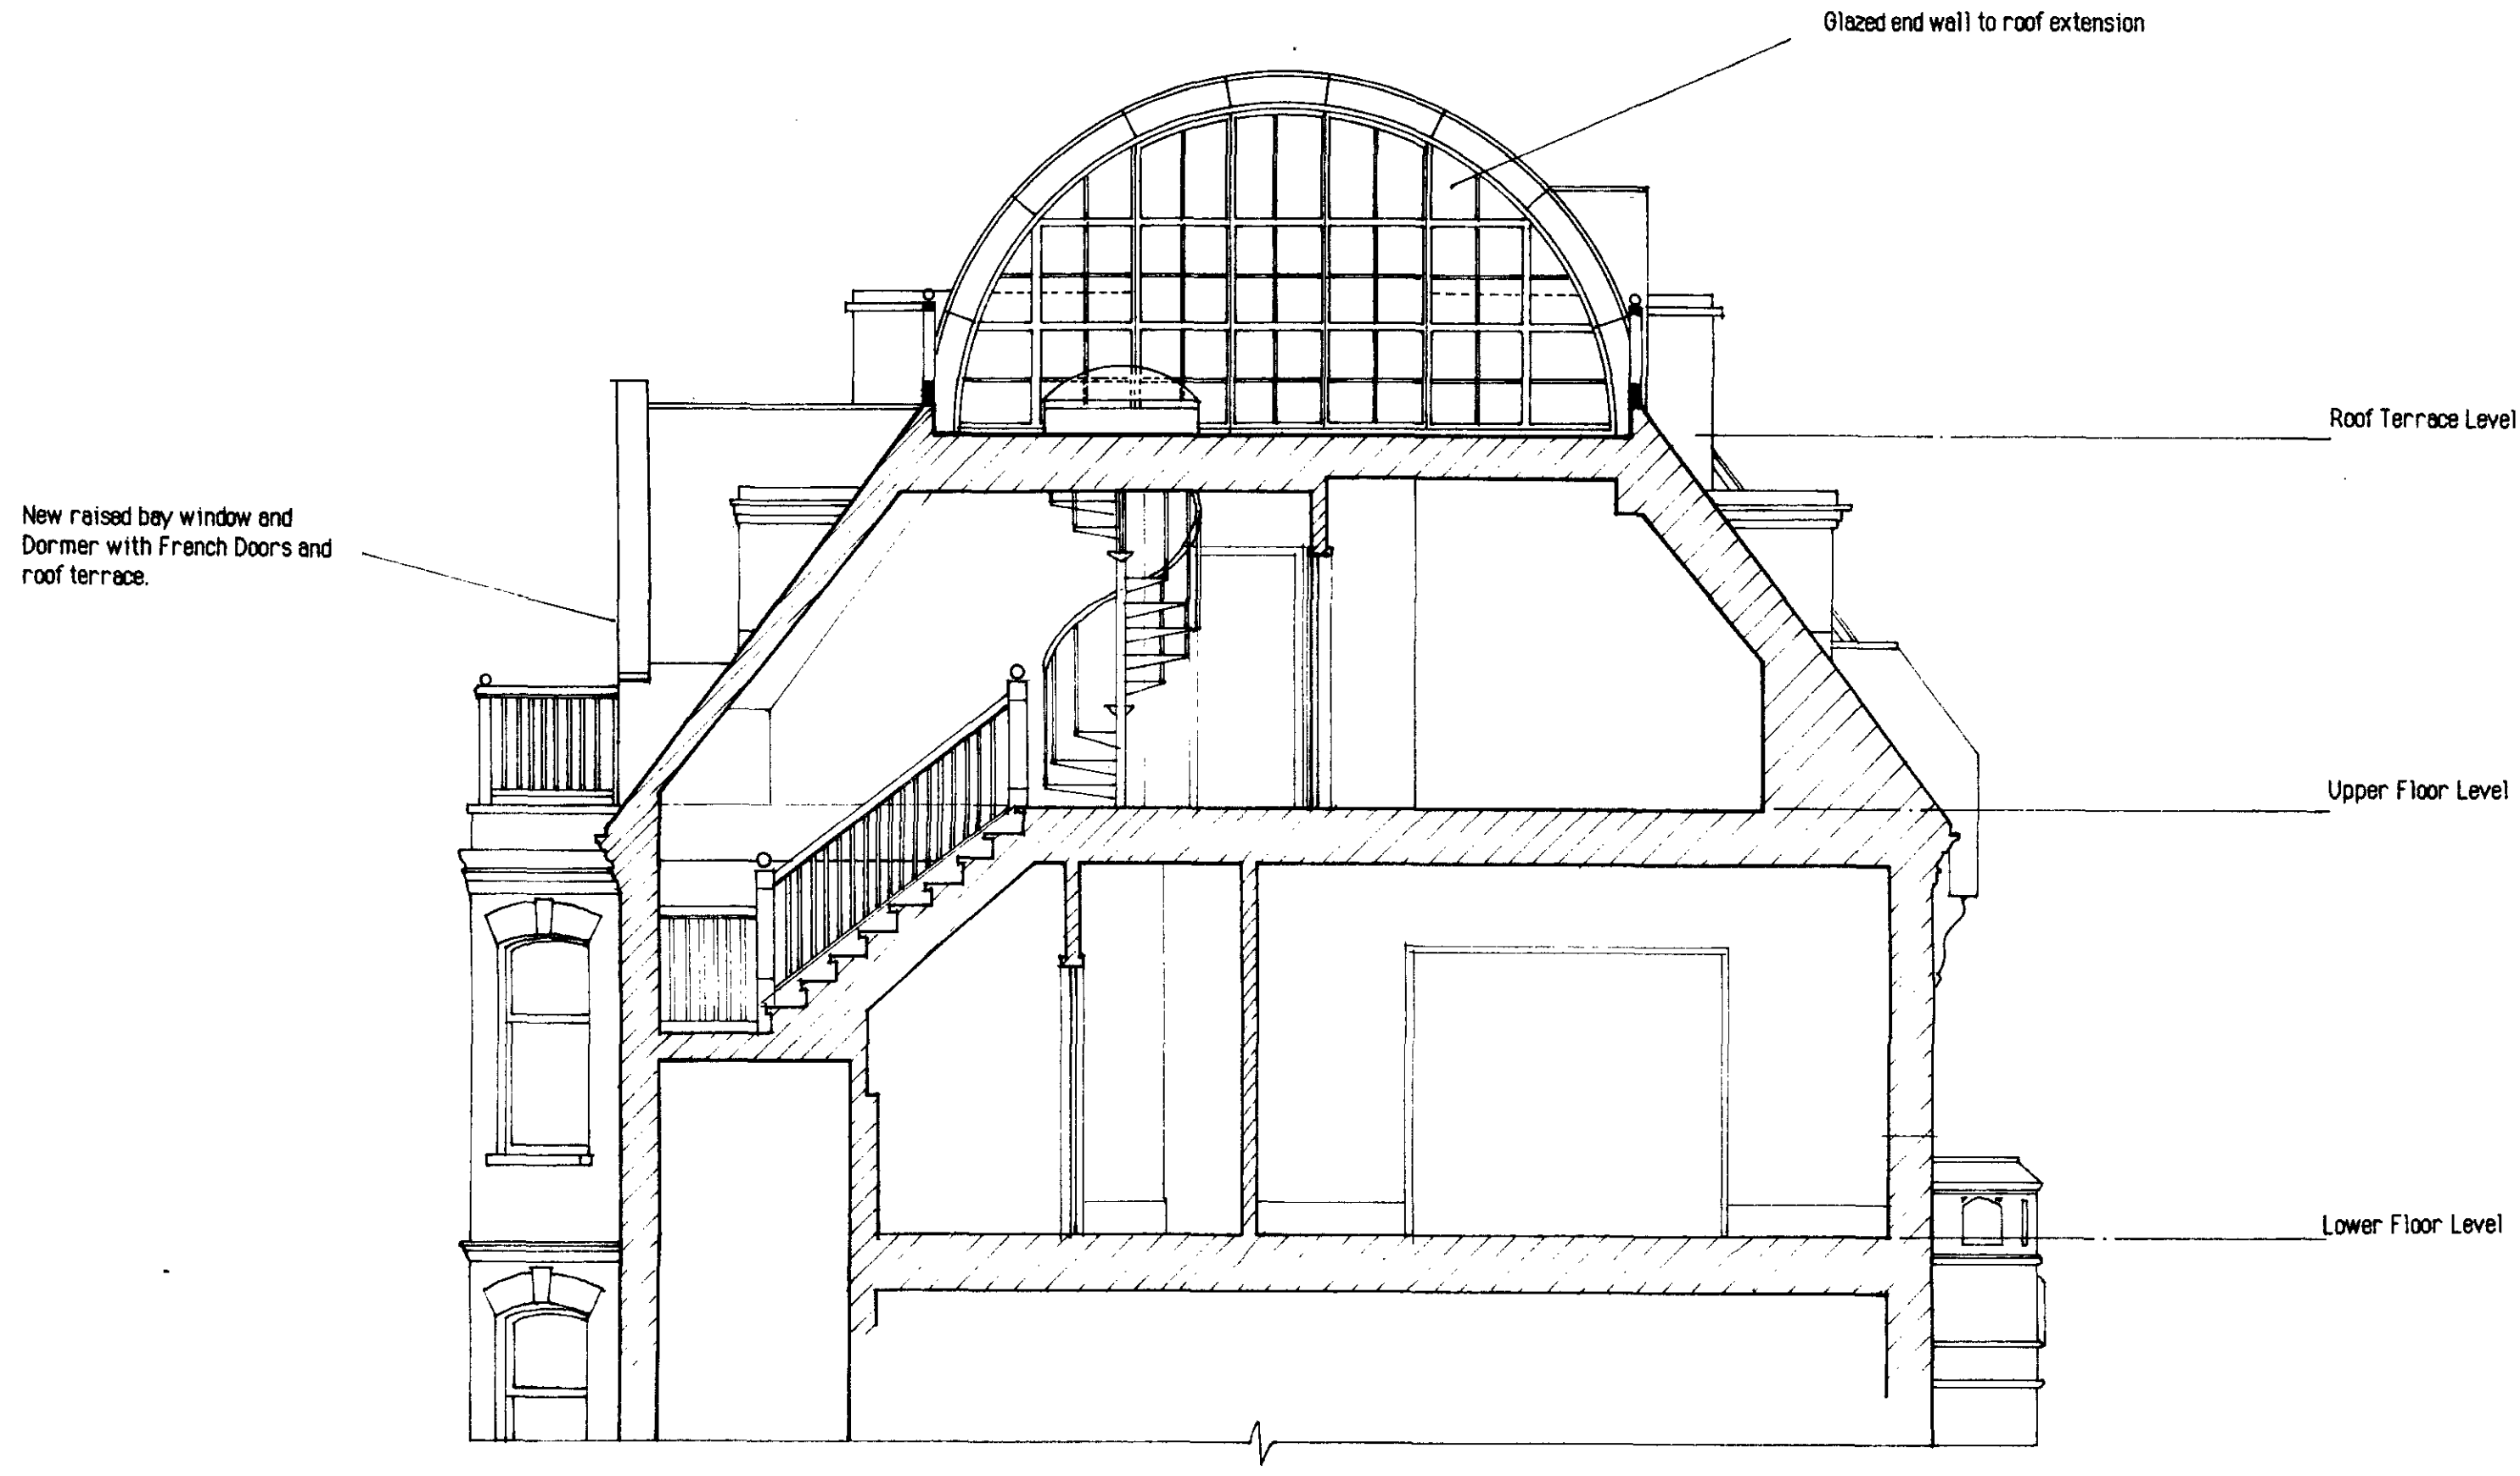 Glazed end wall to roof extension
Roof Terrace Level
New raised bay window and
Dormer with French Doors and
roof terrace.
Upper Floor Level
Lower Floor Level